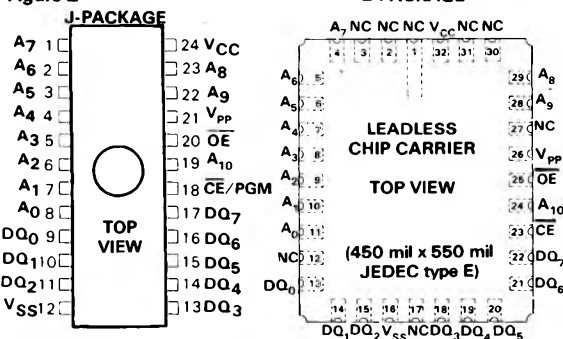 J-PACKAGE
A7 1
A6 2
A5 3
A4 4
A3 5
A2 6
A1 7
A0 8
DQ0 9
DQ1 10
DQ2 11
VSS 12
24 VCC
23 A8
22 A9
21 VPP
20 OE
19 A10
18 CE/PGM
17 DQ7
16 DQ6
15 DQ5
14 DQ4
13 DQ3
TOP
VIEW
A7 NC NC NC VCC NC NC
4 3 2 1 32 31 30
A6 5
A5 6
A4 7
A3 8
A2 9
A1 10
A0 11
NC 12
DQ0 13
29 A8
28 A9
27 NC
26 VPP
25 OE
24 A10
23 CE
22 DQ7
21 DQ6
LEADLESS
CHIP CARRIER
TOP VIEW
(450 mil x 550 mil
JEDEC type E)
14 15 16 17 18 19 20
DQ1 DQ2 VSS NC DQ3 DQ4 DQ5